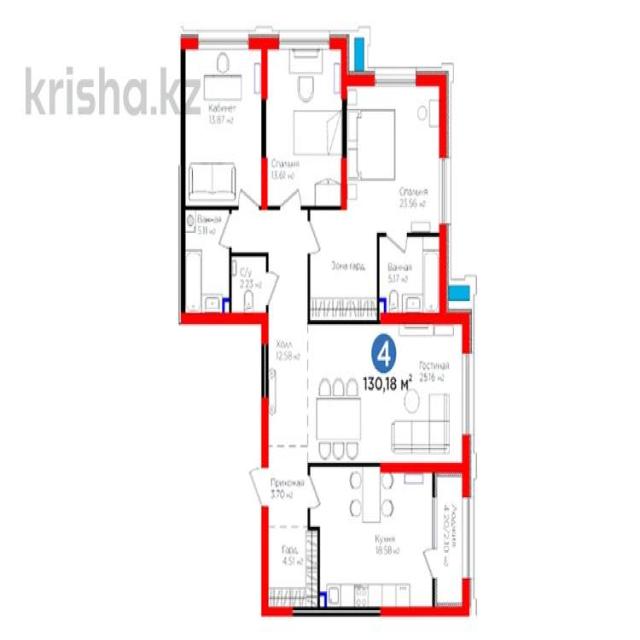 krisha.kz
Кабинет
13.87 м2
Спальня
13.61 м2
Спальня
23.56 м2
Ванная
5.11 м2
С/у
2.23 м2
Зона гард.
Ванная
5.17 м2
Холл
12.58 м2
4
130,18 м2
Гостиная
25.16 м2
Прихожая
3.70 м2
Гард.
4.51 м2
Кухня
18.58 м2
Лоджия
4.20/2.10 м2